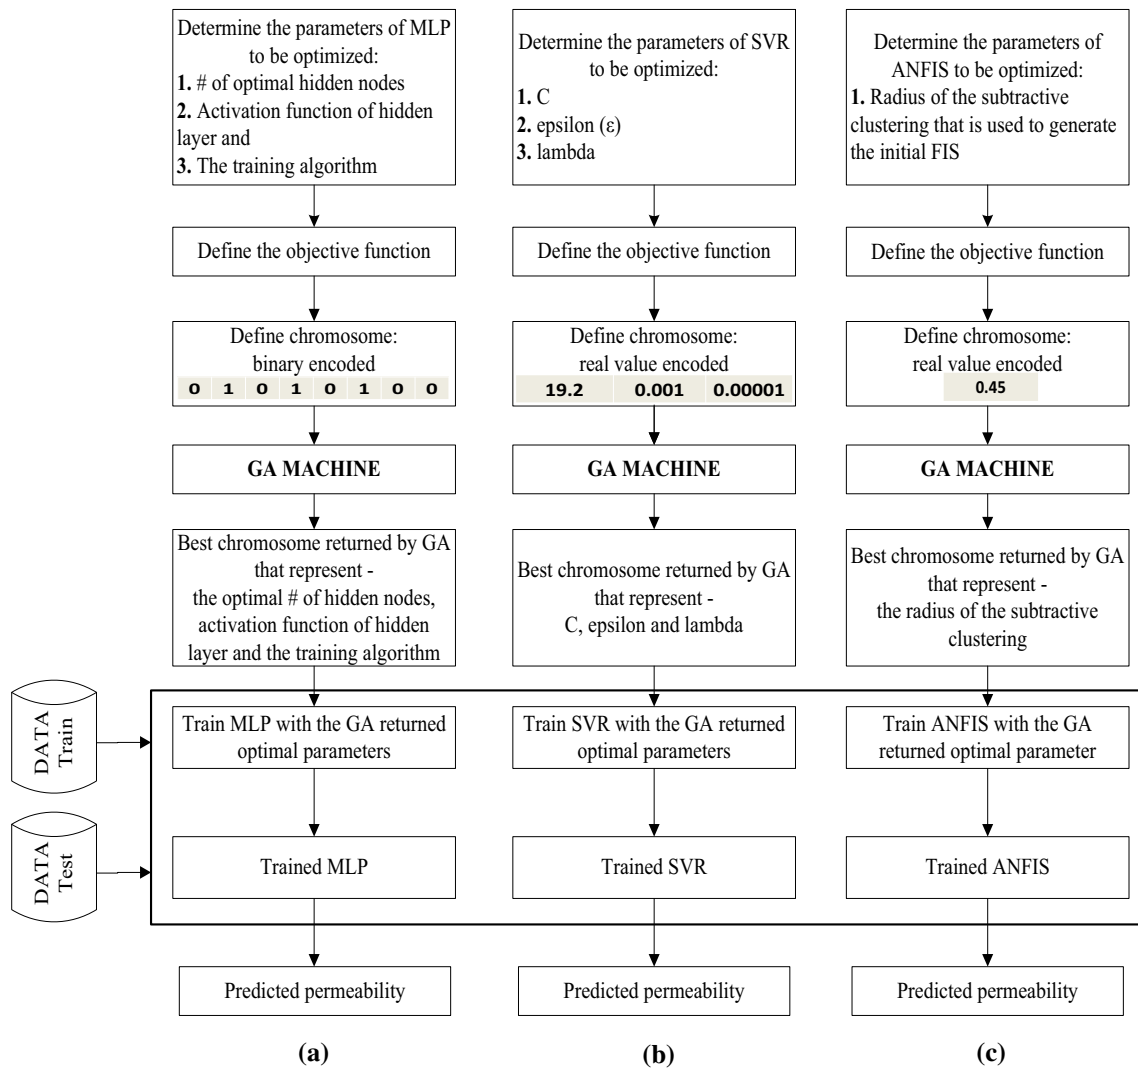 Determine the parameters of MLP
to be optimized:
1. # of optimal hidden nodes
2. Activation function of hidden
layer and
3. The training algorithm
Define the objective function
Define chromosome:
binary encoded
0 1 0 1 0 1 0 0
GA MACHINE
Best chromosome returned by GA
that represent -
the optimal # of hidden nodes,
activation function of hidden
layer and the training algorithm
Train MLP with the GA returned
optimal parameters
Trained MLP
Predicted permeability
(a)
Determine the parameters of SVR
to be optimized:
1. C
2. epsilon (ε)
3. lambda
Define the objective function
Define chromosome:
real value encoded
19.2 0.001 0.00001
GA MACHINE
Best chromosome returned by GA
that represent -
C, epsilon and lambda
Train SVR with the GA returned
optimal parameters
Trained SVR
Predicted permeability
(b)
Determine the parameters of
ANFIS to be optimized:
1. Radius of the subtractive
clustering that is used to generate
the initial FIS
Define the objective function
Define chromosome:
real value encoded
0.45
GA MACHINE
Best chromosome returned by GA
that represent -
the radius of the subtractive
clustering
Train ANFIS with the GA
returned optimal parameter
Trained ANFIS
Predicted permeability
(c)
DATA
Train
DATA
Test